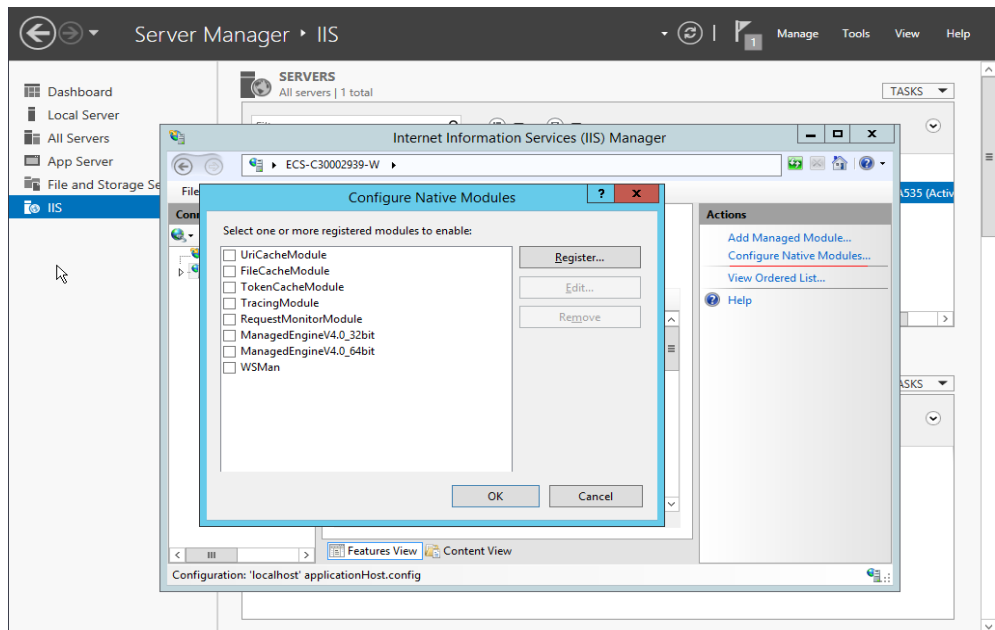 Server Manager ‣ IIS
1
Manage Tools View Help
Dashboard
Local Server
All Servers
App Server
File and Storage Se
IIS
SERVERS
All servers | 1 total
TASKS
Internet Information Services (IIS) Manager
ECS-C30002939-W
File
Configure Native Modules
Select one or more registered modules to enable:
UriCacheModule
FileCacheModule
TokenCacheModule
TracingModule
RequestMonitorModule
ManagedEngineV4.0_32bit
ManagedEngineV4.0_64bit
WSMan
Register...
Edit...
Remove
OK
Cancel
Actions
Add Managed Module...
Configure Native Modules...
View Ordered List...
Help
A535 (Activ
ASKS
Features View
Content View
Configuration: 'localhost' applicationHost.config